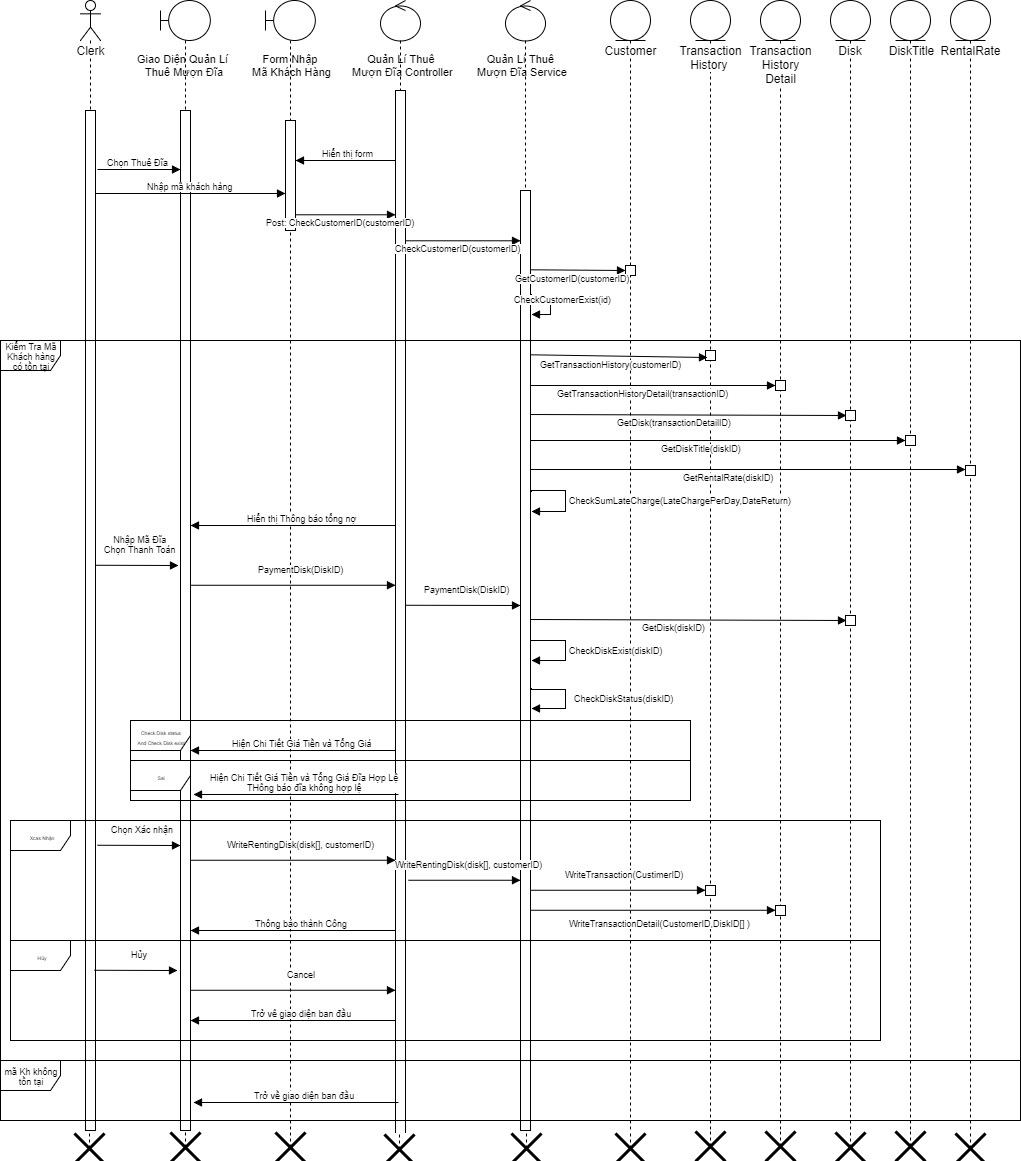 Clerk
Giao Diện Quản Lí
Thuê Mượn Đĩa
Form Nhập
Mã Khách Hàng
Quản Lí Thuê
Mượn Đĩa Controller
Quản Lí Thuê
Mượn Đĩa Service
Customer
Transaction
History
Transaction
History
Detail
Disk
DiskTitle
RentalRate
Hiển thị form
Chọn Thuê Đĩa
Nhập mã khách hàng
Post: CheckCustomerID(customerID)
CheckCustomerID(customerID)
GetCustomerID(customerID)
CheckCustomerExist(id)
Kiểm Tra Mã
Khách hàng
có tồn tại
GetTransactionHistory(customerID)
GetTransactionHistoryDetail(transactionID)
GetDisk(transactionDetailID)
GetDiskTitle(diskID)
GetRentalRate(diskID)
CheckSumLateCharge(LateChargePerDay,DateReturn)
Hiển thị Thông báo tổng nợ
Nhập Mã Đĩa
Chọn Thanh Toán
PaymentDisk(DiskID)
PaymentDisk(DiskID)
GetDisk(diskID)
CheckDiskExist(diskID)
CheckDiskStatus(diskID)
Check Disk status
And Check Disk exist
Hiện Chi Tiết Giá Tiền và Tổng Giá
Sai
Hiện Chi Tiết Giá Tiền và Tổng Giá Đĩa Hợp Lệ
THông báo đĩa không hợp lệ
Xcas Nhận
Chọn Xác nhận
WriteRentingDisk(disk[], customerID)
WriteRentingDisk(disk[], customerID)
WriteTransaction(CustimerID)
WriteTransactionDetail(CustomerID,DiskID[] )
Thông báo thành Công
Hủy
Hủy
Cancel
Trở về giao diện ban đầu
mã Kh không
tồn tại
Trở về giao diện ban đầu